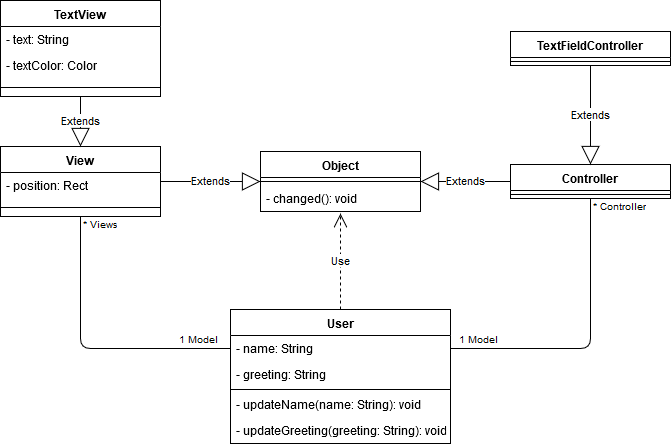 TextView
- text: String
- textColor: Color
Extends
View
- position: Rect
* Views
Extends
Object
- changed(): void
Extends
TextFieldController
Extends
Controller
* Controller
Use
1 Model
1 Model
User
- name: String
- greeting: String
- updateName(name: String): void
- updateGreeting(greeting: String): void